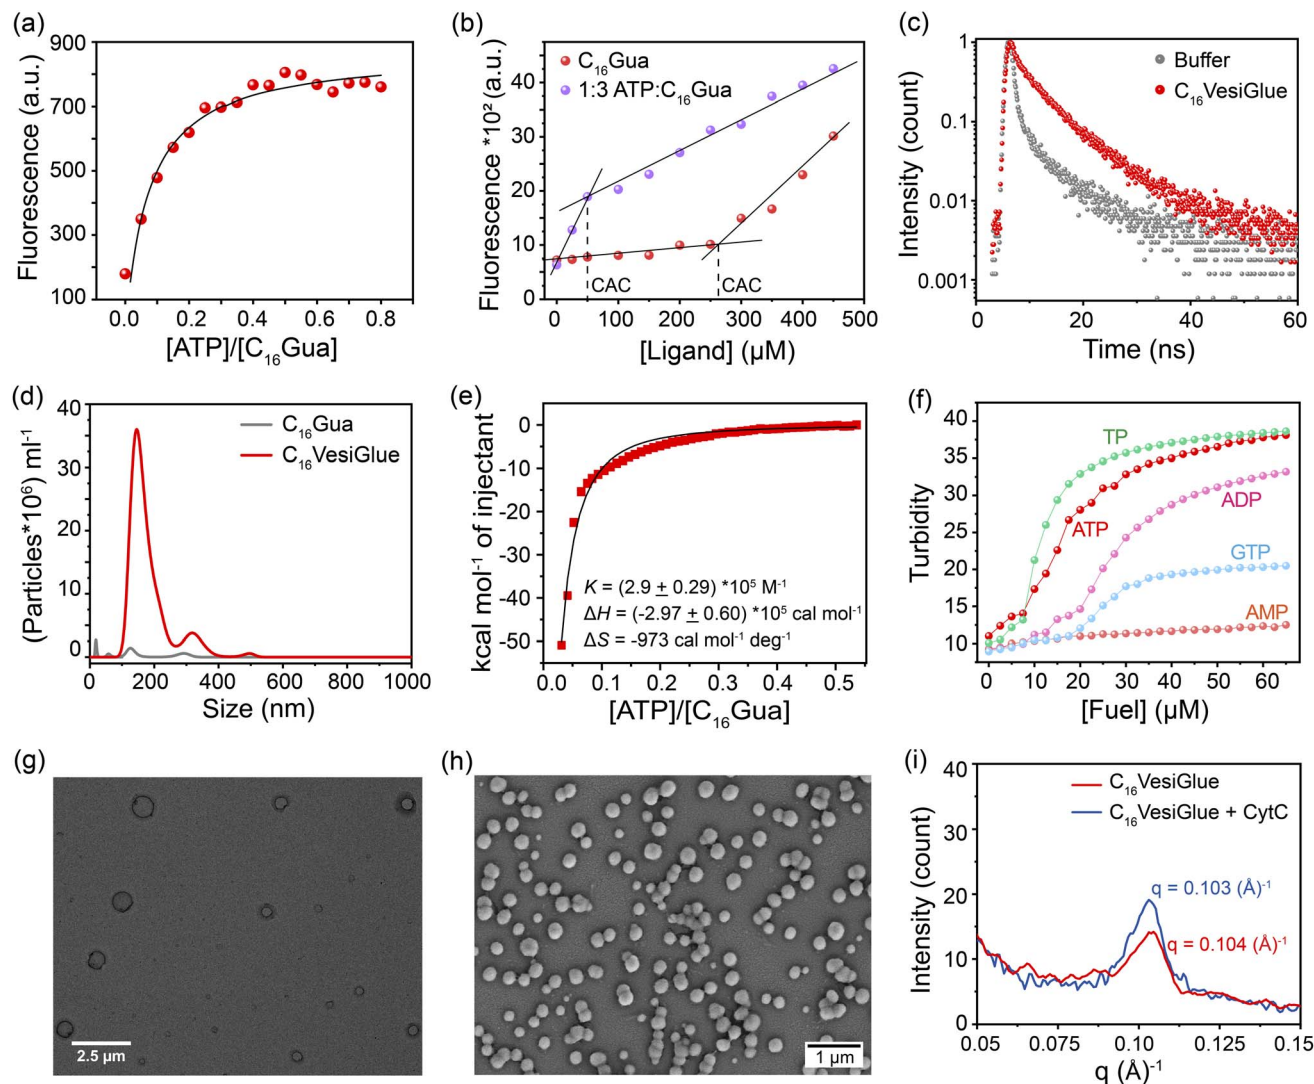 (a)
Fluorescence (a.u.)
900
700
500
300
100
0.0 0.2 0.4 0.6 0.8
[ATP]/[C₁₆Gua]
(b)
Fluorescence *10² (a.u.)
C₁₆Gua
1:3 ATP:C₁₆Gua
40
30
20
10
0
CAC
CAC
0 100 200 300 400 500
[Ligand] (µM)
(c)
Intensity (count)
Buffer
C₁₆VesiGlue
1
0.1
0.01
0.001
0 20 40 60
Time (ns)
(d)
(Particles*10⁶) ml⁻¹
C₁₆Gua
C₁₆VesiGlue
40
30
20
10
0
0 200 400 600 800 1000
Size (nm)
(e)
kcal mol⁻¹ of injectant
0
-10
-20
-30
-40
-50
K = (2.9 ± 0.29) *10⁵ M⁻¹
ΔH = (-2.97 ± 0.60) *10⁵ cal mol⁻¹
ΔS = -973 cal mol⁻¹ deg⁻¹
0.0 0.1 0.2 0.3 0.4 0.5
[ATP]/[C₁₆Gua]
(f)
Turbidity
40
35
30
25
20
15
10
TP
ATP
ADP
GTP
AMP
0 10 20 30 40 50 60
[Fuel] (µM)
(g)
2.5 µm
(h)
1 µm
(i)
Intensity (count)
C₁₆VesiGlue
C₁₆VesiGlue + CytC
40
30
20
10
0
q = 0.103 (Å)⁻¹
q = 0.104 (Å)⁻¹
0.05 0.075 0.100 0.125 0.15
q (Å)⁻¹